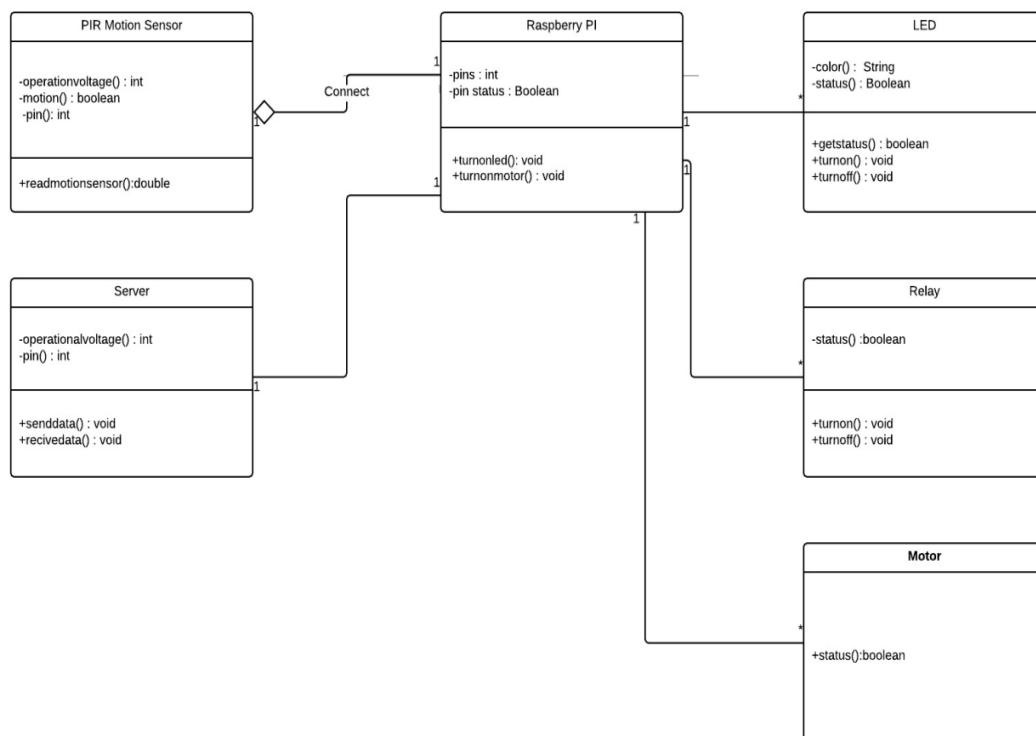 PIR Motion Sensor
-operationvoltage() : int
-motion() : boolean
-pin(): int
+readmotionsensor():double
1
Connect
1
Raspberry PI
-pins : int
-pin status : Boolean
+turnonled(): void
+turnonmotor() : void
1
1
1
1
LED
-color() : String
-status() : Boolean
*
+getstatus() : boolean
+turnon() : void
+turnoff() : void
Server
-operationalvoltage() : int
-pin() : int
1
+senddata() : void
+recivedata() : void
Relay
-status() :boolean
*
+turnon() : void
+turnoff() : void
Motor
*
+status():boolean